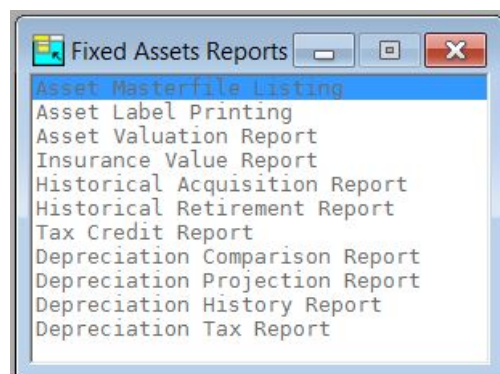 Fixed Assets Reports
Asset Masterfile Listing
Asset Label Printing
Asset Valuation Report
Insurance Value Report
Historical Acquisition Report
Historical Retirement Report
Tax Credit Report
Depreciation Comparison Report
Depreciation Projection Report
Depreciation History Report
Depreciation Tax Report